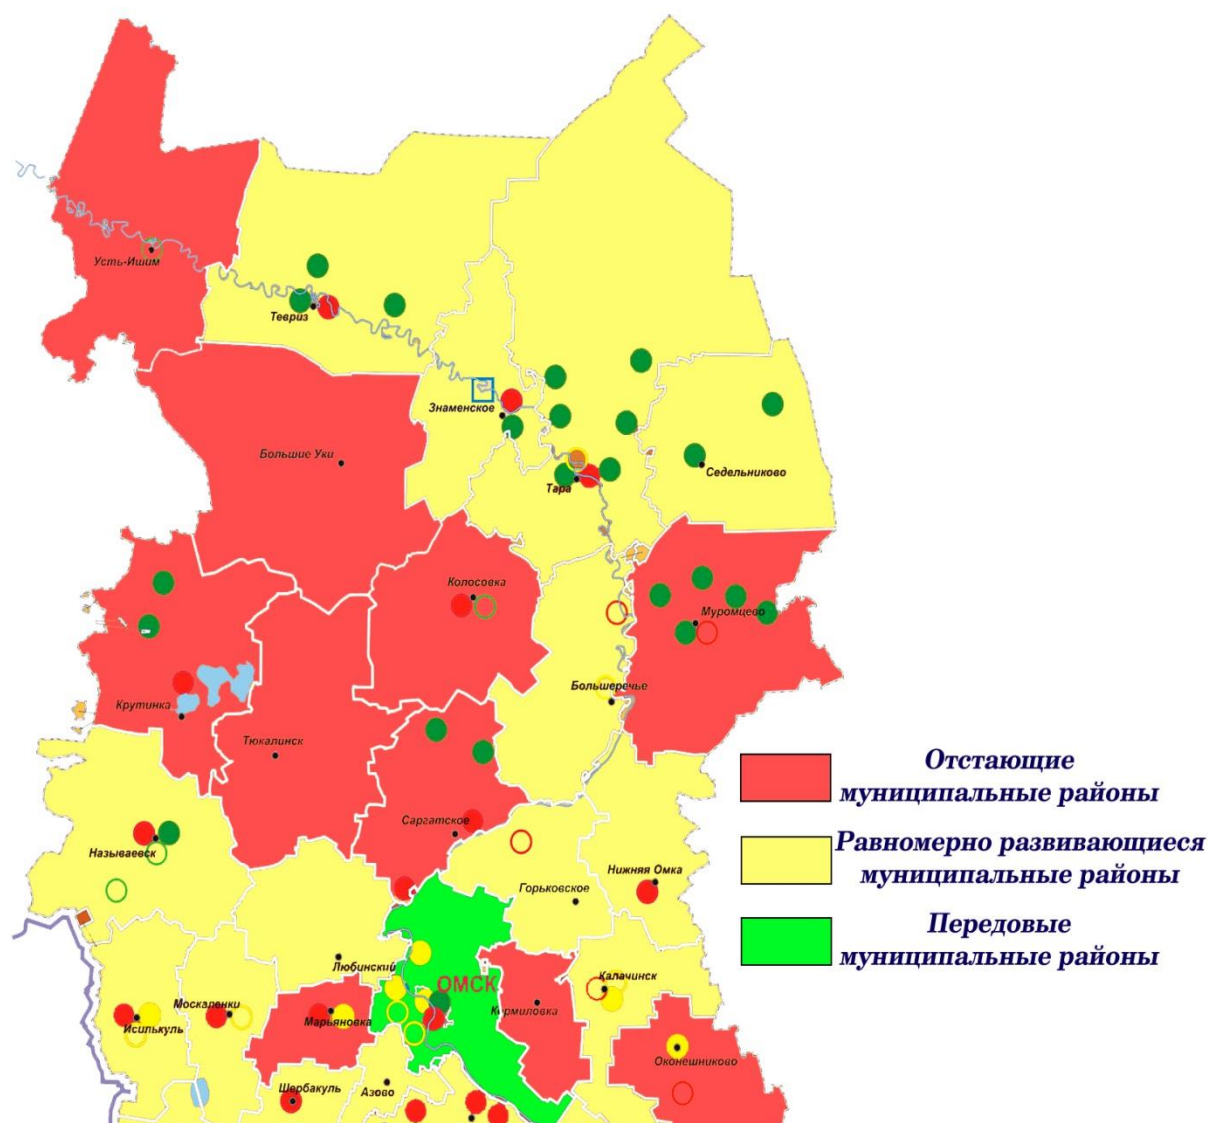 Усть-Ишим
Тевриз
Знаменское
Большие Уки
Седельниково
Тара
Колосовка
Муромцево
Большеречье
Крутинка
Тюкалинск
Отстающие
муниципальные районы
Саргатское
Называевск
Равномерно развивающиеся
муниципальные районы
Нижняя Омка
Горьковское
Передовые
муниципальные районы
Любинский
Калачинск
ОМСК
Москаленки
Кормиловка
Марьяновка
Исилькуль
Оконешниково
Шербакуль
Азово